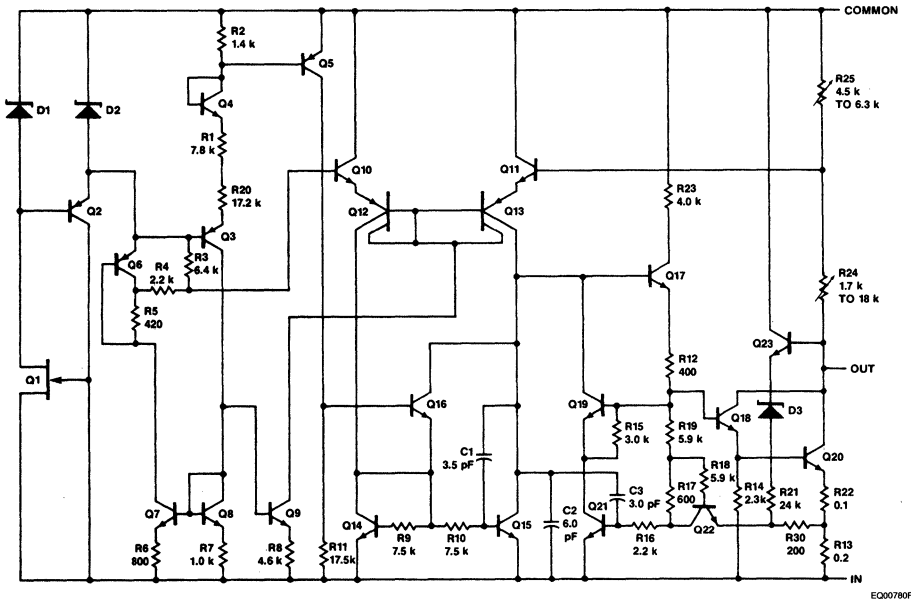 COMMON
R2
1.4 k
Q5
D1
D2
Q4
R25
4.5 k
TO 6.3 k
R1
7.8 k
Q10
Q11
R20
17.2 k
R23
4.0 k
Q2
Q12
Q13
Q3
Q6
R3
6.4 k
R4
2.2 k
Q17
R24
1.7 k
TO 18 k
R5
420
Q23
R12
400
OUT
Q1
Q16
Q19
Q18
D3
R15
3.0 k
R19
5.9 k
C1
3.5 pF
R18
5.9 k
Q20
C3
3.0 pF
R17
600
R14
2.3k
R21
24 k
R22
0.1
Q7
Q8
Q9
Q14
R9
7.5 k
R10
7.5 k
Q15
C2
6.0
pF
Q21
R16
2.2 k
Q22
R30
200
R6
800
R7
1.0 k
R8
4.6 k
R11
17.5k
R13
0.2
IN
EQ00780F